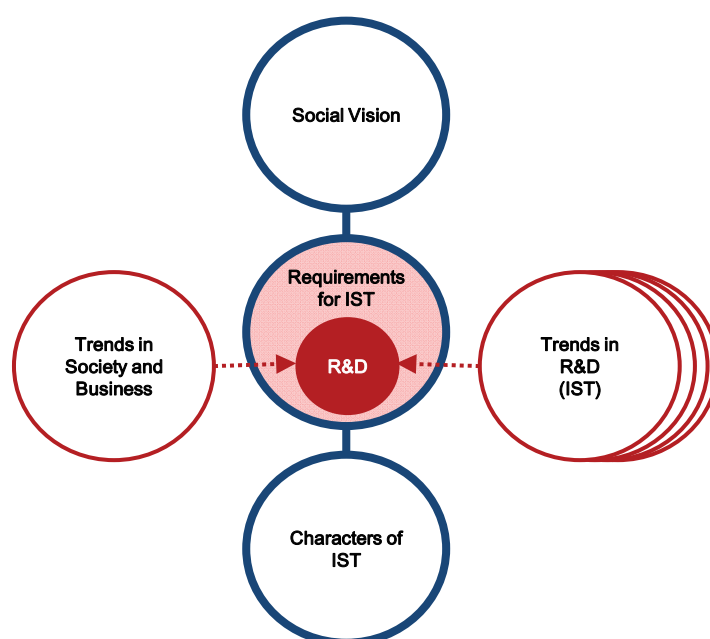 Social Vision
Requirements
for IST
Trends in
Society and
Business
R&D
Trends in
R&D
(IST)
Characters of
IST